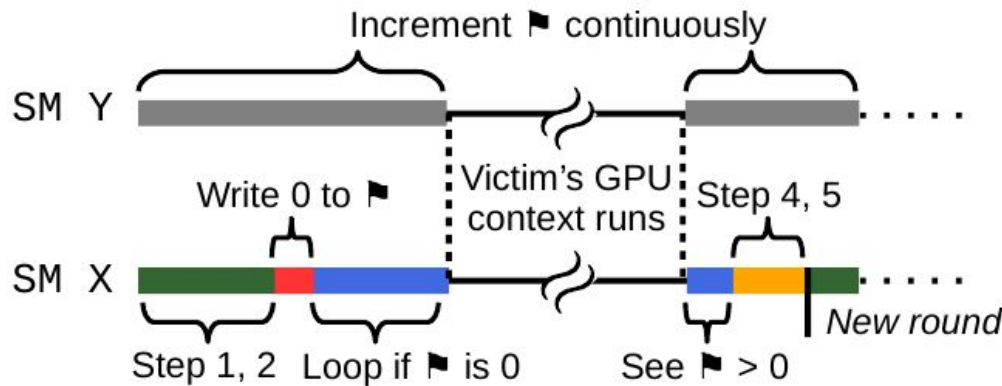 Increment ⚑ continuously
SM Y
Write 0 to ⚑
Victim's GPU
context runs
Step 4, 5
SM X
New round
Step 1, 2
Loop if ⚑ is 0
See ⚑ > 0